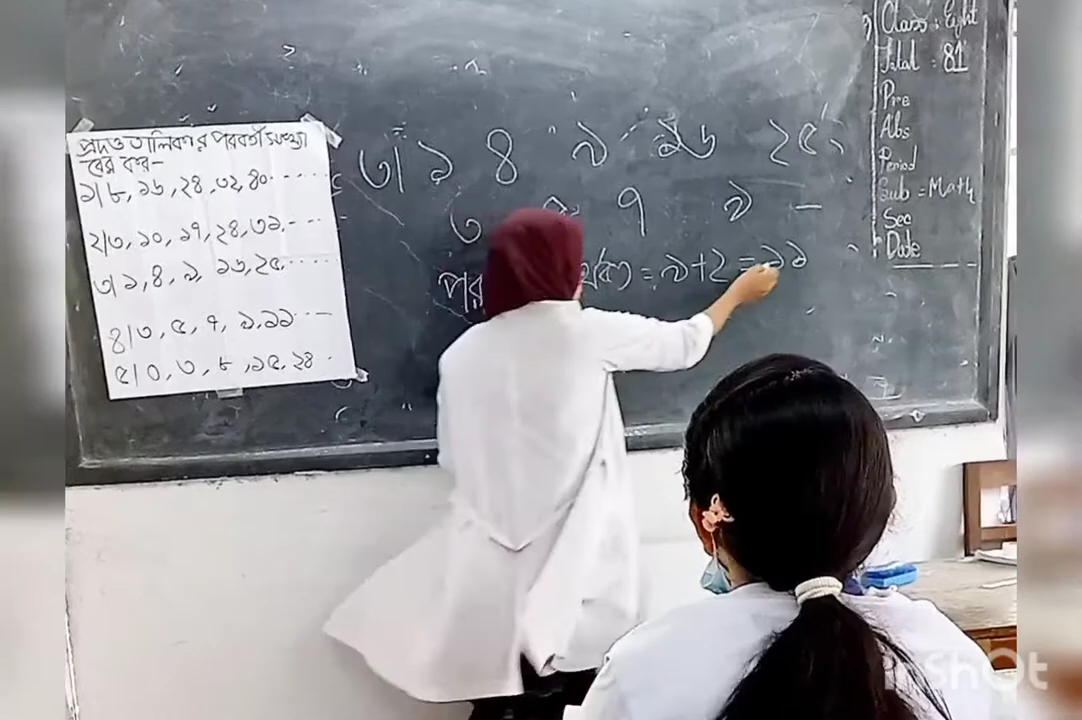 প্রদত্ত তালিকার পরবর্তী সংখ্যা
বের কর-
১| ৮, ১৬, ২৪, ৩২, ৪০......
২| ৩, ১০, ১৭, ২৪, ৩১,...
৩| ১, ৪, ৯, ১৬, ২৫,......
৪| ৩, ৫, ৭, ৯, ১১...
৫| ০, ৩, ৮, ১৫, ২৪.
৩| ১ ৪ ৯ ১৬ ২৫,
৩ ৭ ৯ -
= ৯+২ = ১১
Class : Eight
Total : 81
Pre
Abs
Period
Sub = Math
Sec
Date
InShOt